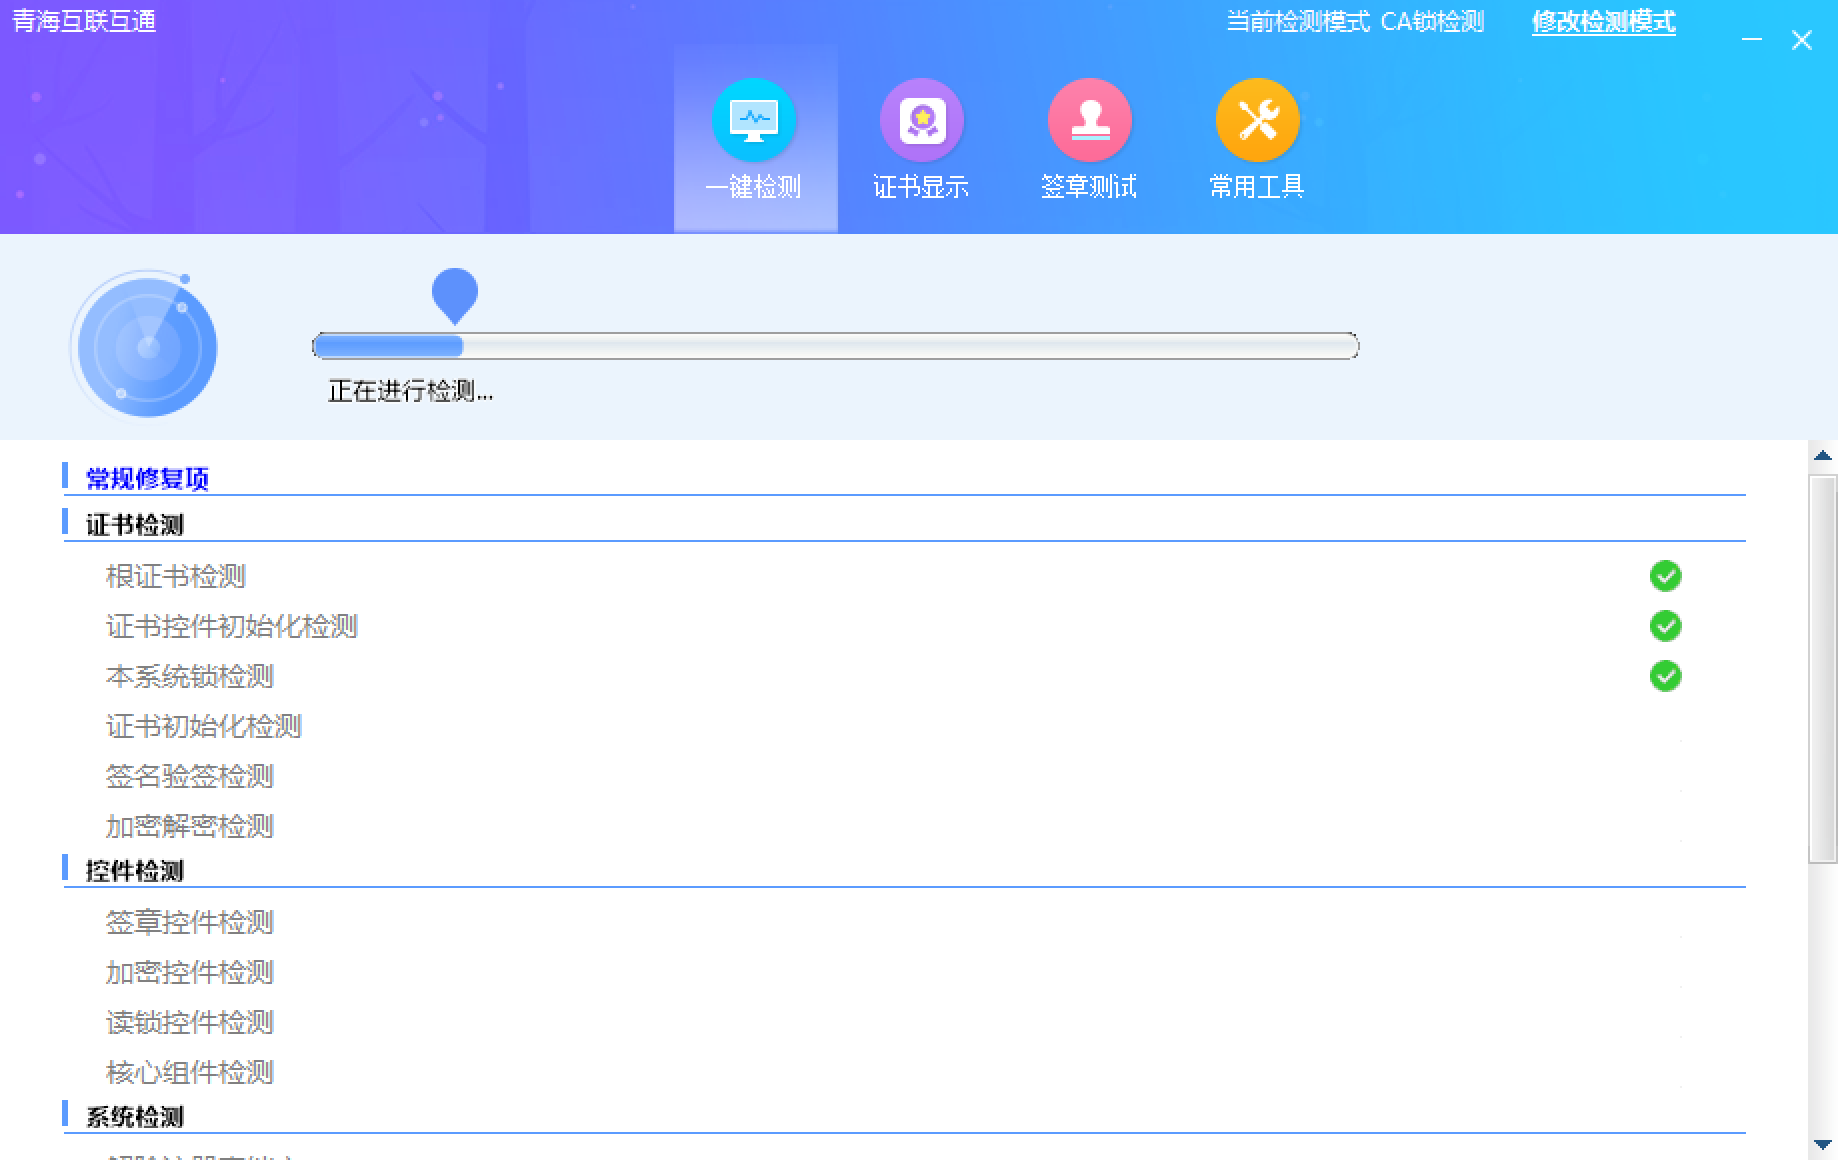 青海互联互通
当前检测模式 CA锁检测 修改检测模式
一键检测 证书显示 签章测试 常用工具
正在进行检测...
常规修复项
证书检测
根证书检测
证书控件初始化检测
本系统锁检测
证书初始化检测
签名验签检测
加密解密检测
控件检测
签章控件检测
加密控件检测
读锁控件检测
核心组件检测
系统检测